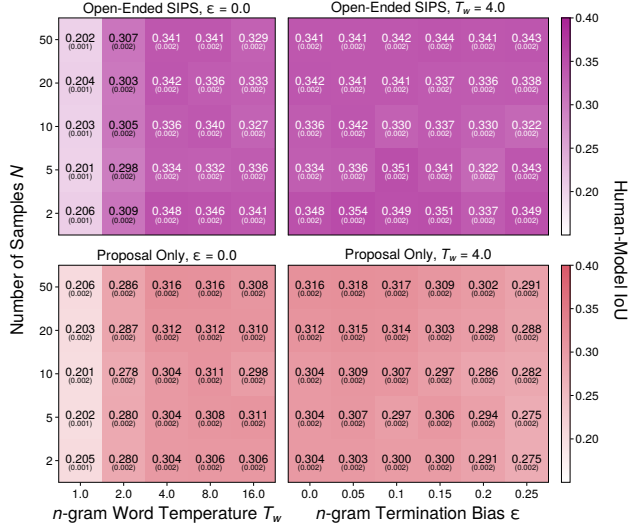 Open-Ended SIPS, ε = 0.0
Open-Ended SIPS, T_w = 4.0
50 0.202 0.307 0.341 0.341 0.329 0.341 0.341 0.342 0.344 0.341 0.343 0.40
(0.001) (0.002) (0.002) (0.002) (0.002) (0.002) (0.002) (0.002) (0.002) (0.002) (0.002)
20 0.204 0.303 0.342 0.336 0.333 0.342 0.341 0.341 0.337 0.336 0.338 0.35
(0.001) (0.002) (0.002) (0.002) (0.002) (0.002) (0.002) (0.002) (0.002) (0.002) (0.002)
10 0.203 0.305 0.336 0.340 0.327 0.336 0.342 0.330 0.337 0.330 0.322 0.30
(0.001) (0.002) (0.002) (0.002) (0.002) (0.002) (0.002) (0.002) (0.002) (0.002) (0.002)
5 0.201 0.298 0.334 0.332 0.336 0.334 0.336 0.351 0.341 0.322 0.343 0.25
(0.001) (0.002) (0.002) (0.002) (0.002) (0.002) (0.002) (0.002) (0.002) (0.002) (0.002)
2 0.206 0.309 0.348 0.346 0.341 0.348 0.354 0.349 0.351 0.337 0.349 0.20
(0.001) (0.002) (0.002) (0.002) (0.002) (0.002) (0.002) (0.002) (0.002) (0.002) (0.002)
Number of Samples N
Human-Model IoU
Proposal Only, ε = 0.0
Proposal Only, T_w = 4.0
50 0.206 0.286 0.316 0.316 0.308 0.316 0.318 0.317 0.309 0.302 0.291 0.40
(0.002) (0.002) (0.002) (0.002) (0.002) (0.002) (0.002) (0.002) (0.002) (0.002) (0.002)
20 0.203 0.287 0.312 0.312 0.310 0.312 0.315 0.314 0.303 0.298 0.288 0.35
(0.002) (0.002) (0.002) (0.002) (0.002) (0.002) (0.002) (0.002) (0.002) (0.002) (0.002)
10 0.201 0.278 0.304 0.311 0.298 0.304 0.309 0.307 0.297 0.286 0.282 0.30
(0.001) (0.002) (0.002) (0.002) (0.002) (0.002) (0.002) (0.002) (0.002) (0.002) (0.002)
5 0.202 0.280 0.304 0.308 0.311 0.304 0.307 0.297 0.306 0.294 0.275 0.25
(0.001) (0.002) (0.002) (0.002) (0.002) (0.002) (0.002) (0.002) (0.002) (0.002) (0.002)
2 0.205 0.280 0.304 0.306 0.306 0.304 0.303 0.300 0.300 0.291 0.275 0.20
(0.001) (0.002) (0.002) (0.002) (0.002) (0.002) (0.002) (0.002) (0.002) (0.002) (0.002)
1.0 2.0 4.0 8.0 16.0 0.0 0.05 0.1 0.15 0.2 0.25
n-gram Word Temperature T_w
n-gram Termination Bias ε